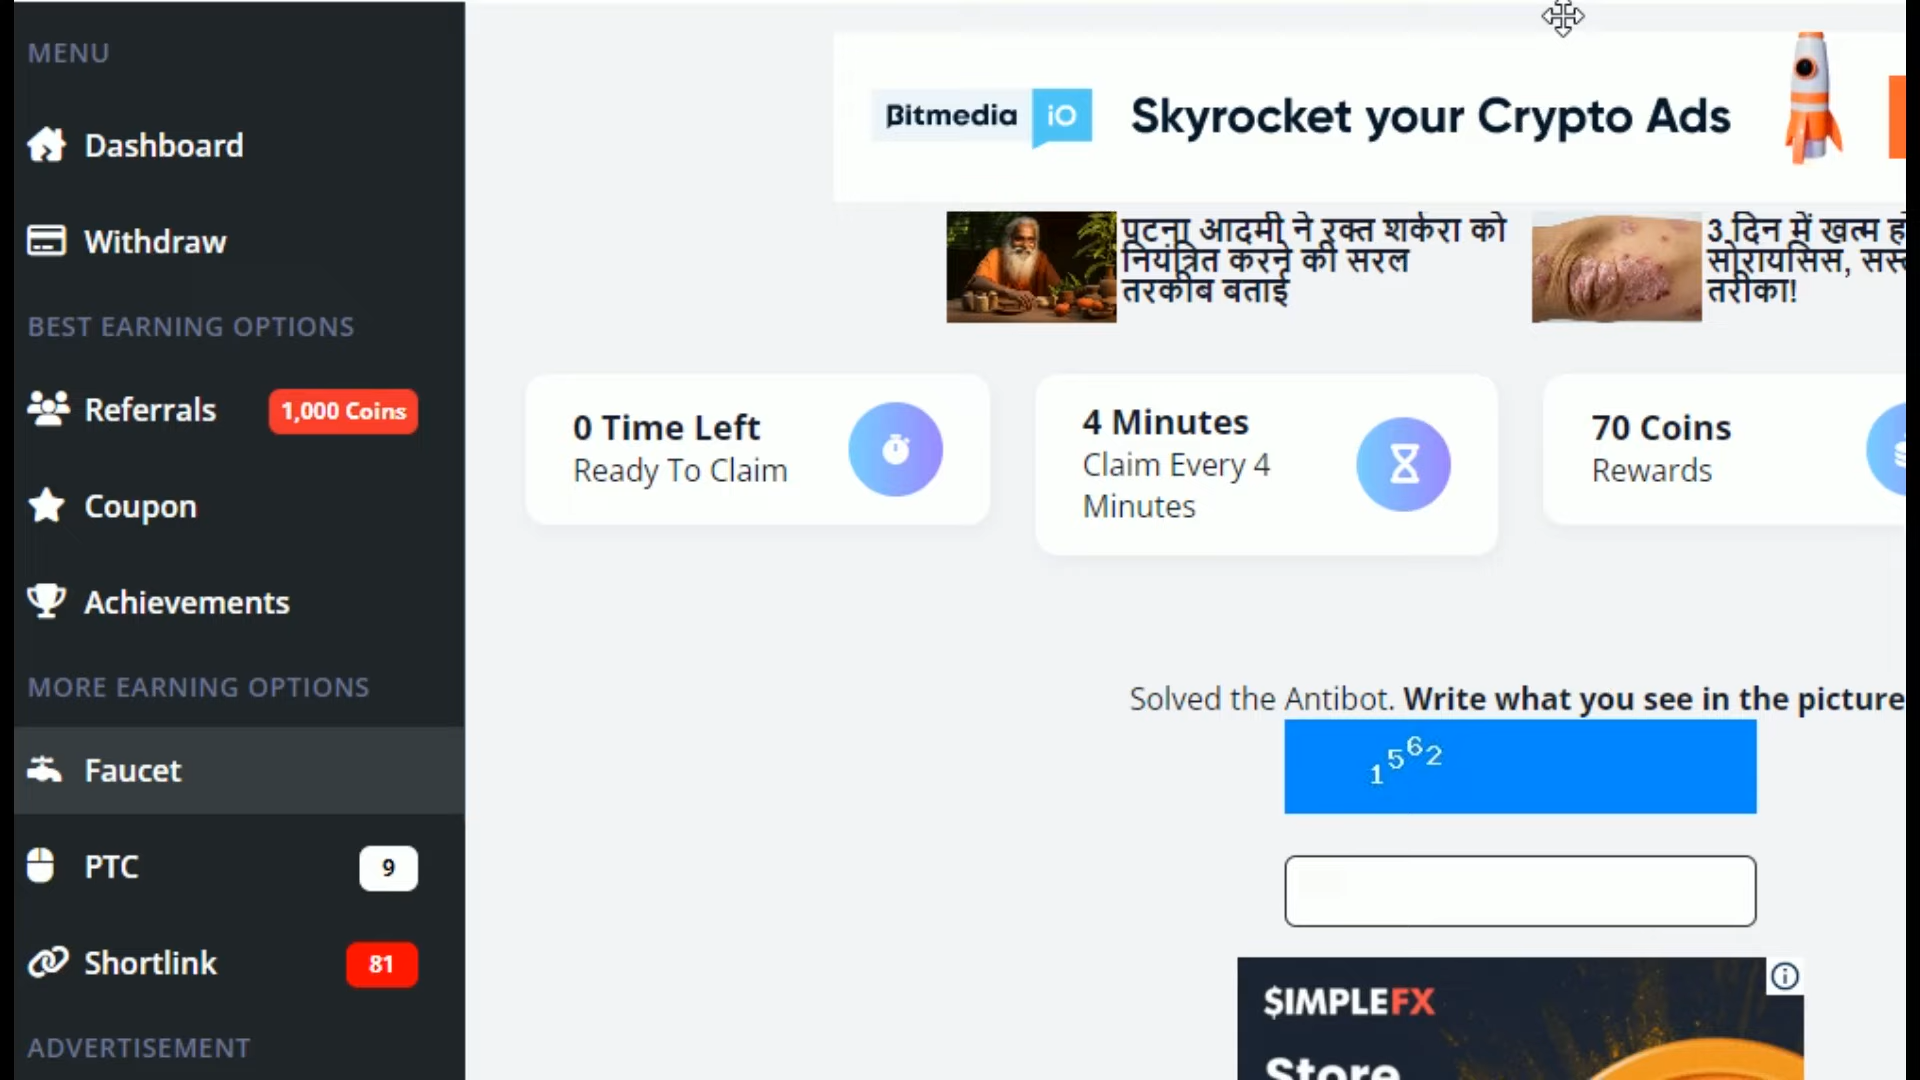 MENU
Dashboard
Withdraw
BEST EARNING OPTIONS
Referrals 1,000 Coins
Coupon
Achievements
MORE EARNING OPTIONS
Faucet
PTC 9
Shortlink 81
ADVERTISEMENT
Bitmedia iO Skyrocket your Crypto Ads
पटना आदमी ने रक्त शर्करा को
नियंत्रित करने की सरल
तरकीब बताई
3 दिन में खत्म
सोरायसिस,
तरीका!
0 Time Left
Ready To Claim
4 Minutes
Claim Every 4
Minutes
70 Coins
Rewards
Solved the Antibot. Write what you see in the picture
1562
$IMPLEFX
Store